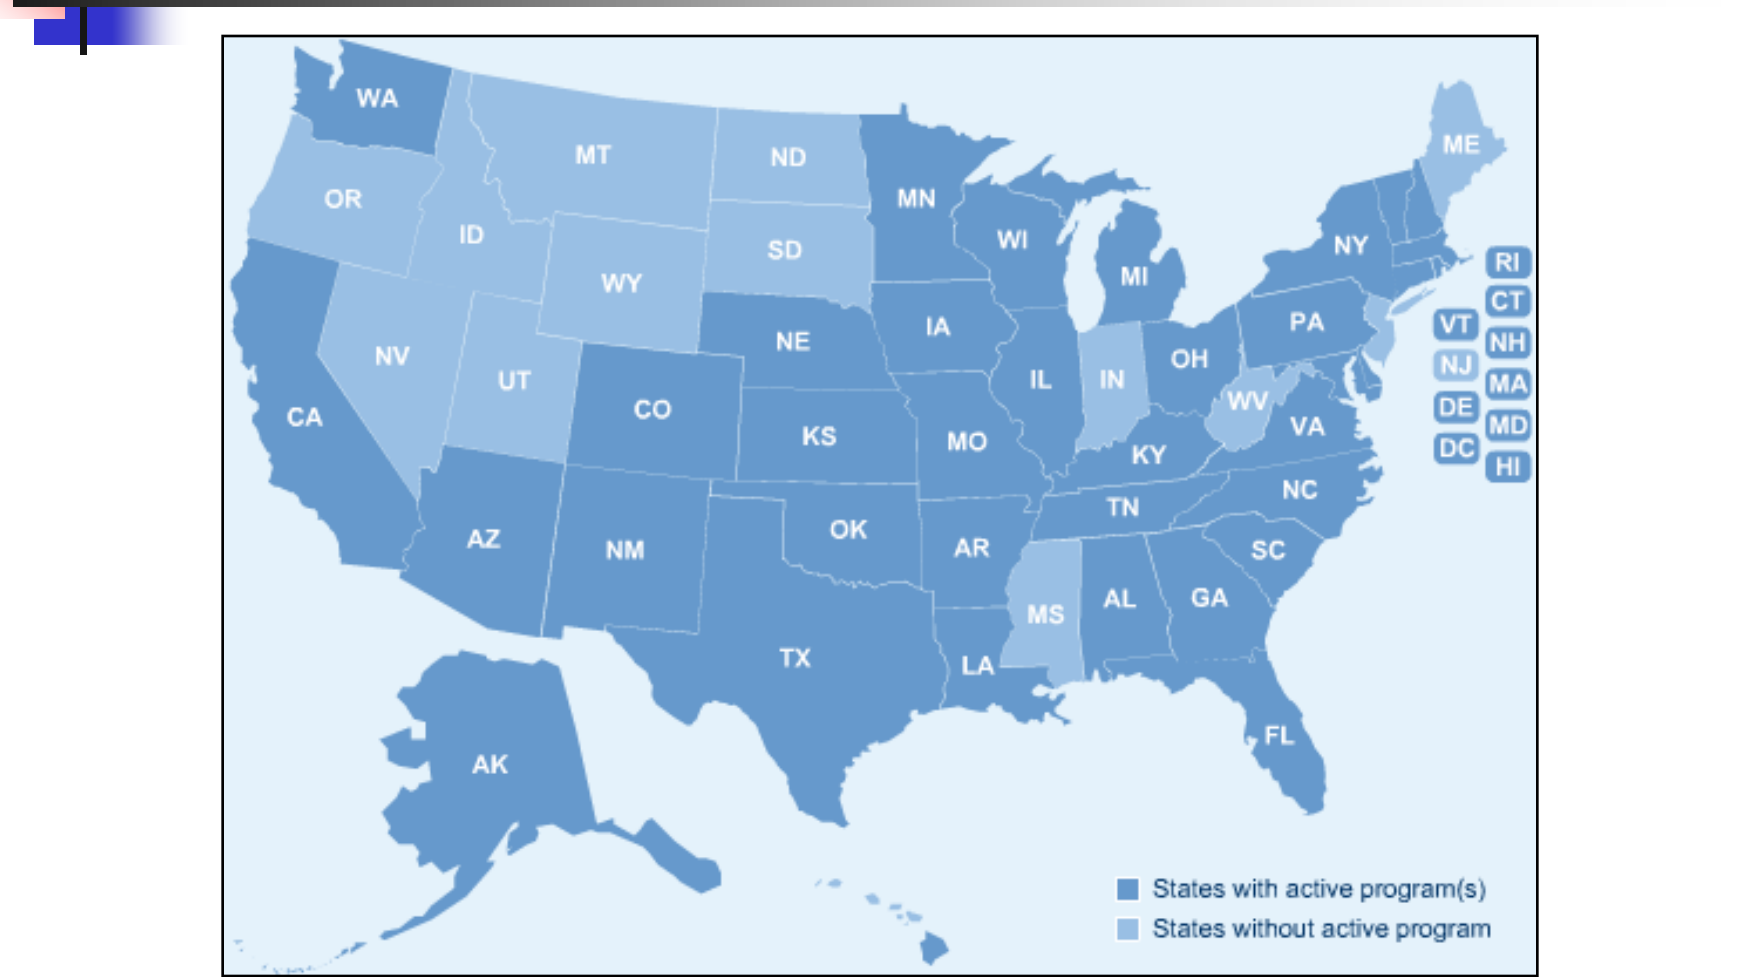 WA
MT
ND
MN
ME
OR
ID
SD
WI
MI
NY
WY
RI
CT
VT
NH
NJ
MA
DE
MD
DC
HI
NE
IA
PA
NV
UT
CO
IL
IN
OH
WV
CA
KS
MO
KY
VA
AZ
NM
OK
AR
TN
NC
SC
MS
AL
GA
TX
LA
FL
AK
States with active program(s)
States without active program